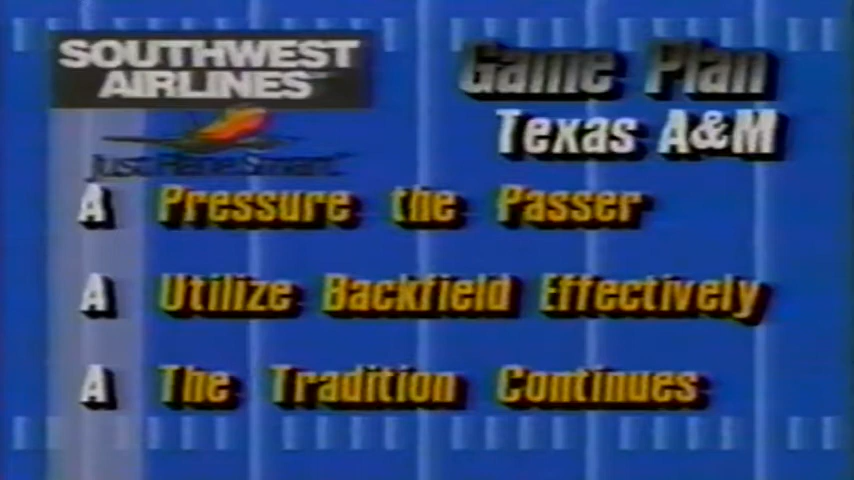 SOUTHWEST
AIRLINES
Just Plane Smart
Game Plan
Texas A&M
A Pressure the Passer
A Utilize Backfield Effectively
A The Tradition Continues